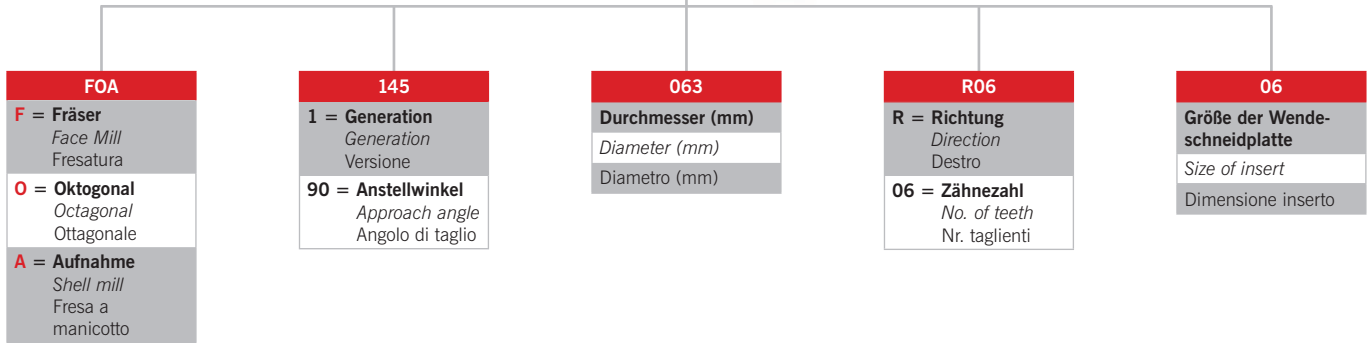 FOA
F = Fräser
Face Mill
Fresatura
O = Oktogonal
Octagonal
Ottagonale
A = Aufnahme
Shell mill
Fresa a
manicotto
145
1 = Generation
Generation
Versione
90 = Anstellwinkel
Approach angle
Angolo di taglio
063
Durchmesser (mm)
Diameter (mm)
Diametro (mm)
R06
R = Richtung
Direction
Destro
06 = Zähnezahl
No. of teeth
Nr. taglienti
06
Größe der Wende-
schneidplatte
Size of insert
Dimensione inserto